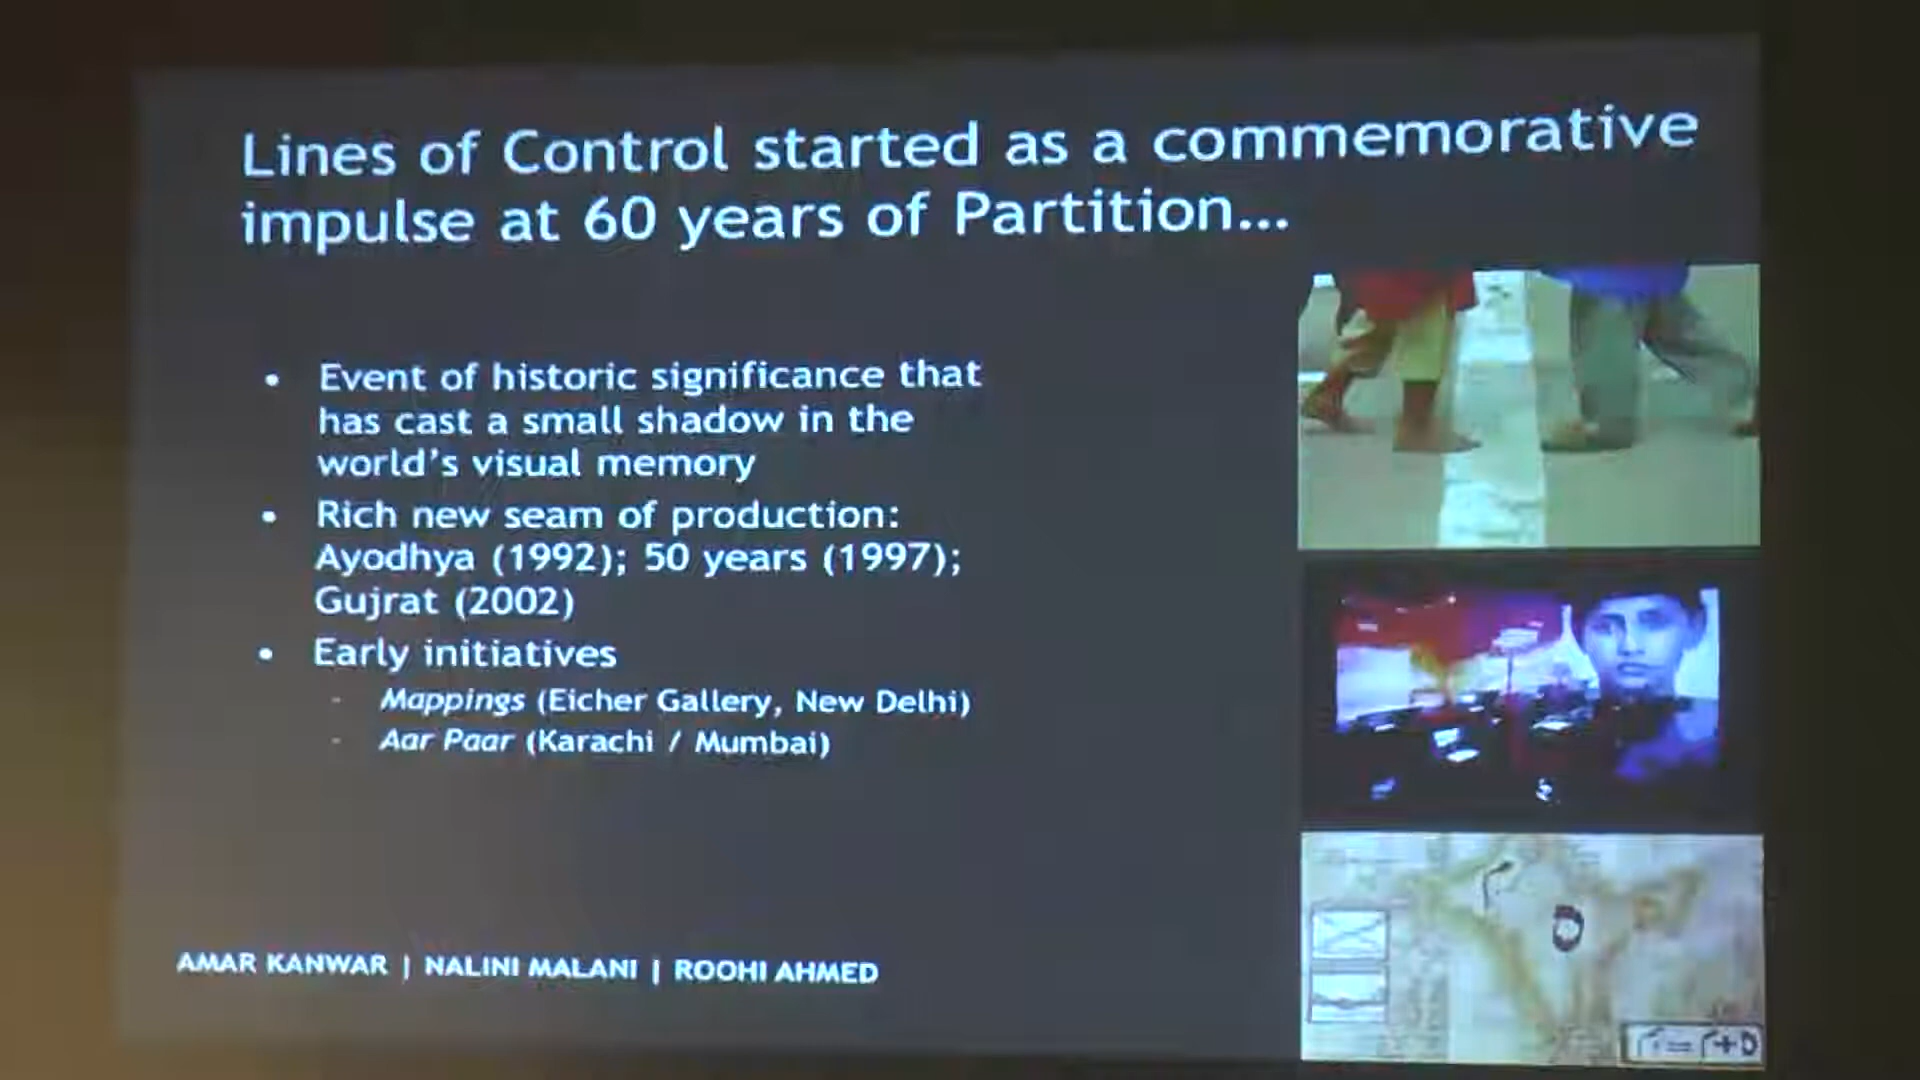 Lines of Control started as a commemorative
impulse at 60 years of Partition...
• Event of historic significance that
has cast a small shadow in the
world's visual memory
• Rich new seam of production:
Ayodhya (1992); 50 years (1997);
Gujrat (2002)
• Early initiatives
- Mappings (Eicher Gallery, New Delhi)
- Aar Paar (Karachi / Mumbai)
AMAR KANWAR | NALINI MALANI | ROOHI AHMED